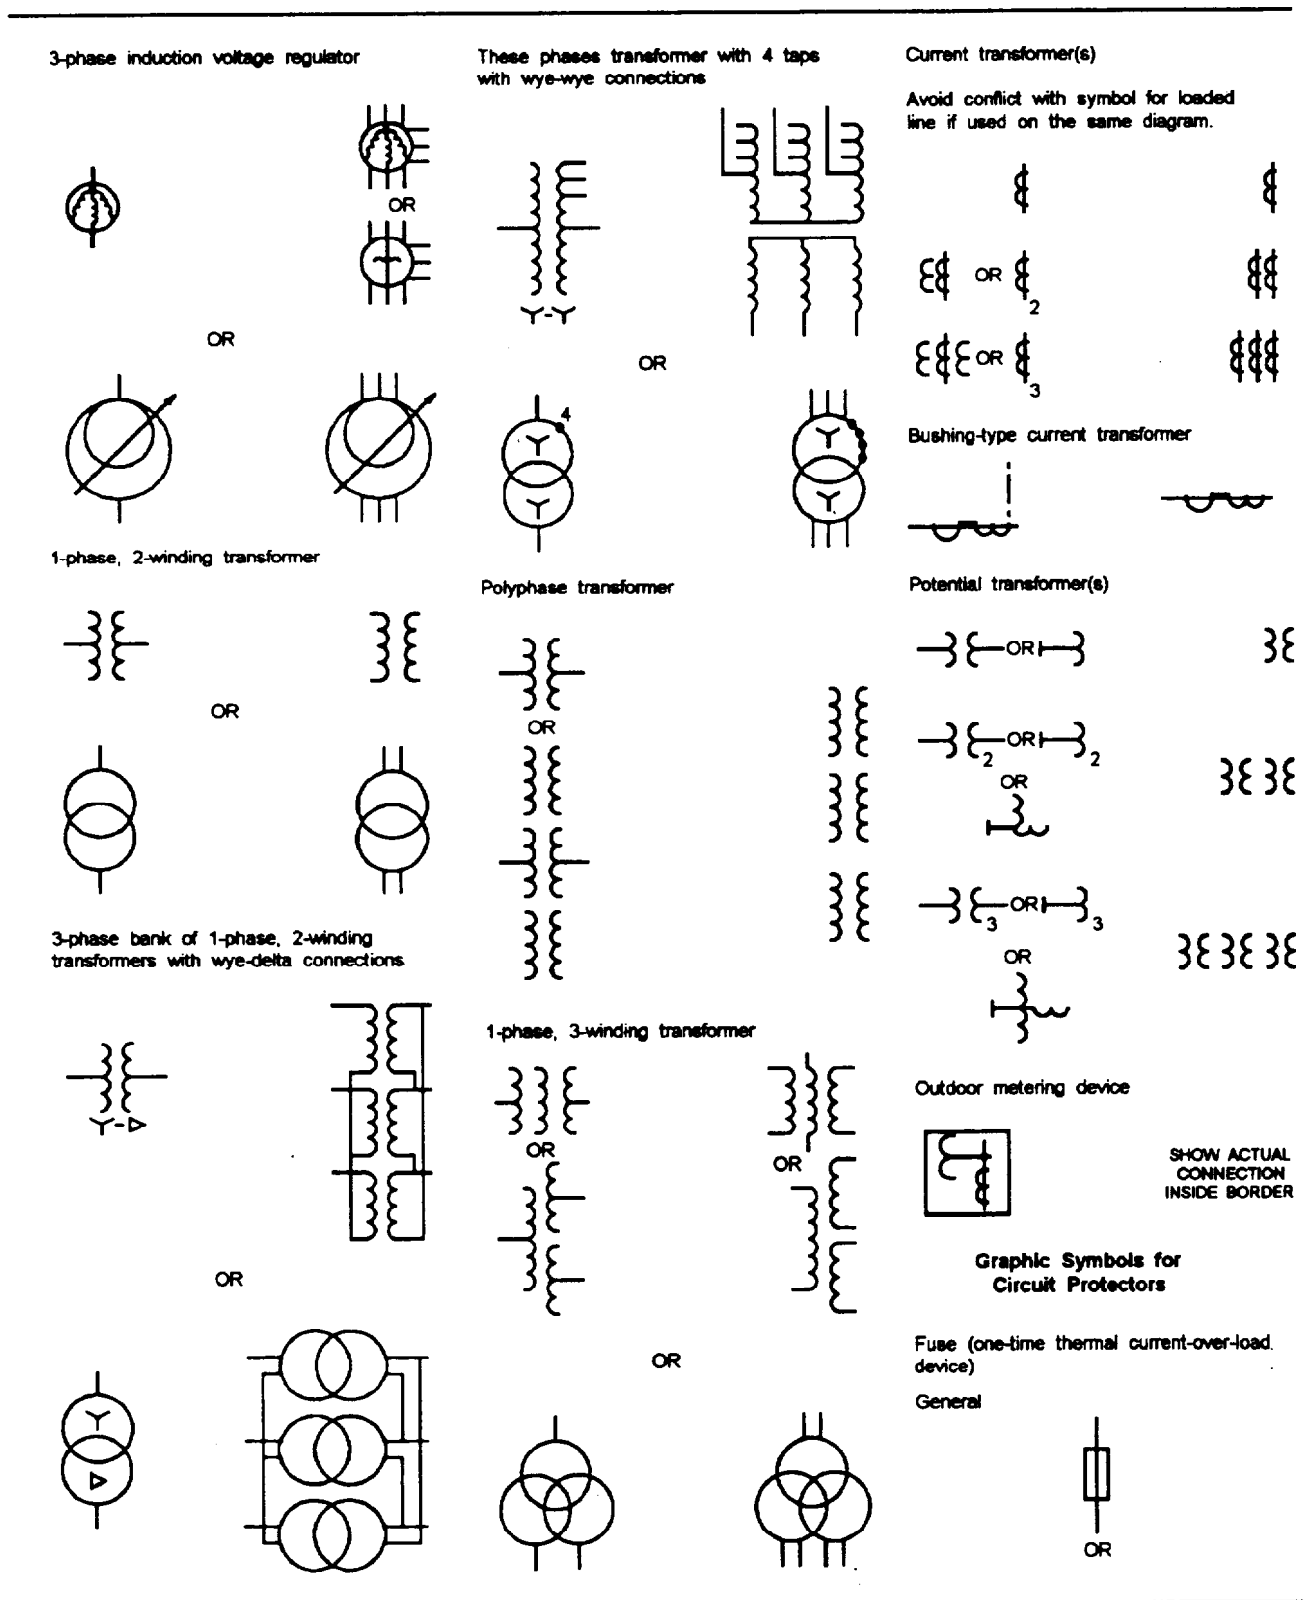 3-phase induction voltage regulator
OR
OR
1-phase, 2-winding transformer
OR
3-phase bank of 1-phase, 2-winding
transformers with wye-delta connections
OR
These phases transformer with 4 taps
with wye-wye connections
OR
4
Polyphase transformer
OR
1-phase, 3-winding transformer
OR
OR
OR
Current transformer(s)
Avoid conflict with symbol for loaded
line if used on the same diagram.
OR
2
OR
3
Bushing-type current transformer
Potential transformer(s)
OR
OR
2 2
OR
OR
3 3
OR
Outdoor metering device
SHOW ACTUAL
CONNECTION
INSIDE BORDER
Graphic Symbols for
Circuit Protectors
Fuse (one-time thermal current-over-load
device)
General
OR